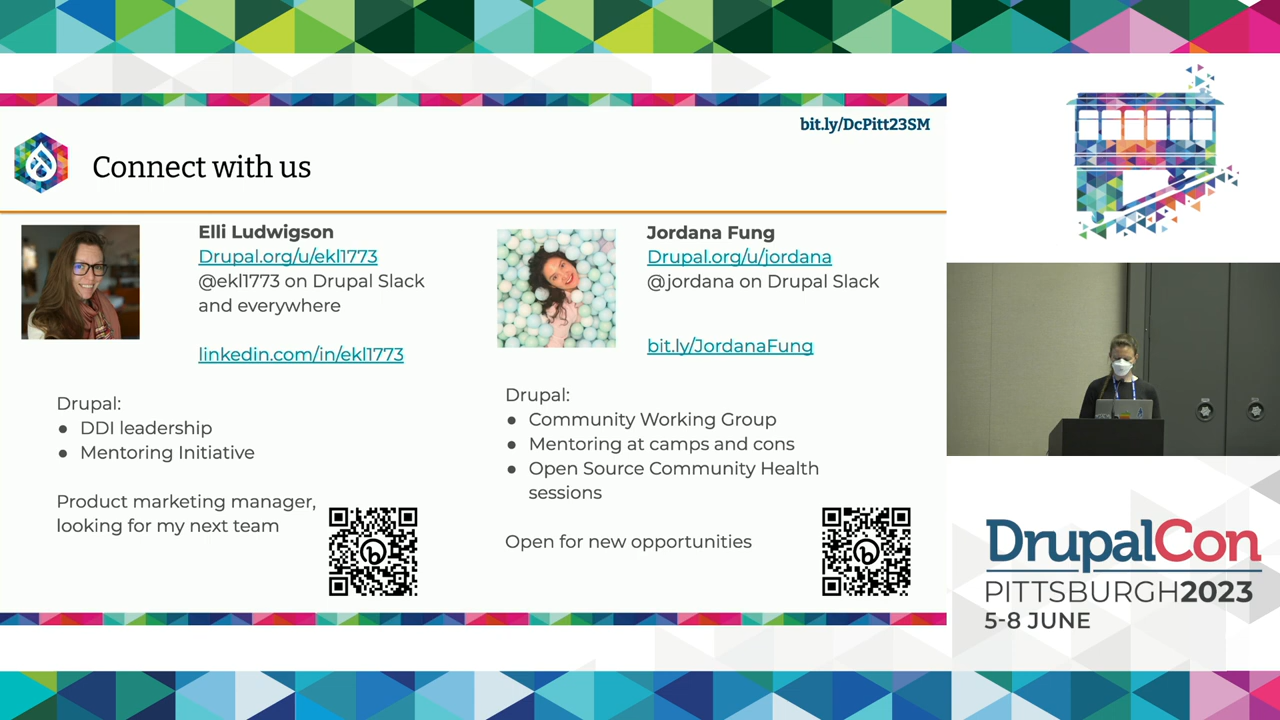 bit.ly/DcPitt23SM
Connect with us
Elli Ludwigson
Drupal.org/u/ekl1773
@ekl1773 on Drupal Slack
and everywhere
linkedin.com/in/ekl1773
Drupal:
● DDI leadership
● Mentoring Initiative
Product marketing manager,
looking for my next team
Jordana Fung
Drupal.org/u/jordana
@jordana on Drupal Slack
bit.ly/JordanaFung
Drupal:
● Community Working Group
● Mentoring at camps and cons
● Open Source Community Health
sessions
Open for new opportunities
DrupalCon
PITTSBURGH2023
5-8 JUNE